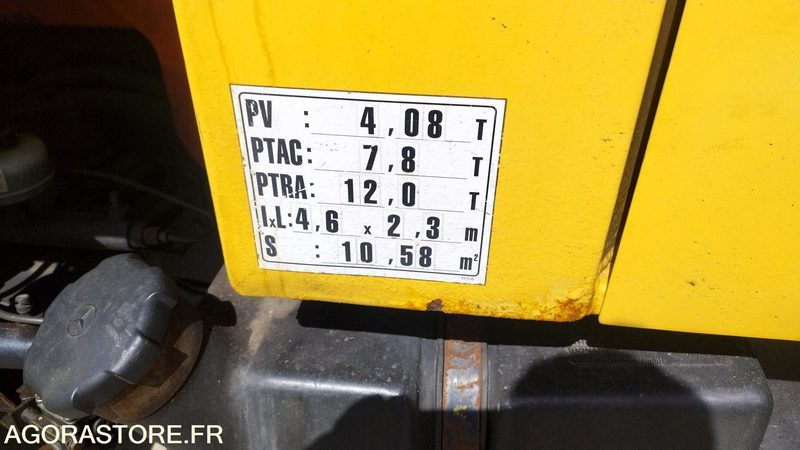 PV : 4,08 T
PTAC: 7,8 T
PTRA: 12,0 T
lxL: 4,6 x 2,3 m
S : 10,58 m²
AGORASTORE.FR